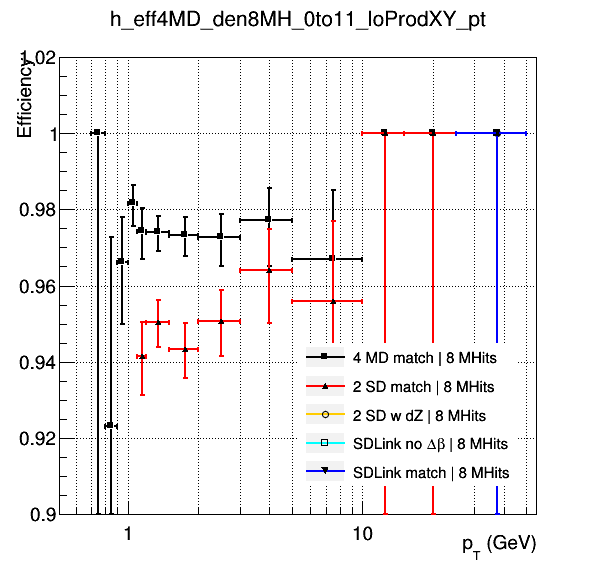 h_eff4MD_den8MH_0to11_loProdXY_pt
Efficiency
1.02
1
0.98
0.96
0.94
0.92
0.9
4 MD match | 8 MHits
2 SD match | 8 MHits
2 SD w dZ | 8 MHits
SDLink no Δβ | 8 MHits
SDLink match | 8 MHits
1
10
p_T (GeV)